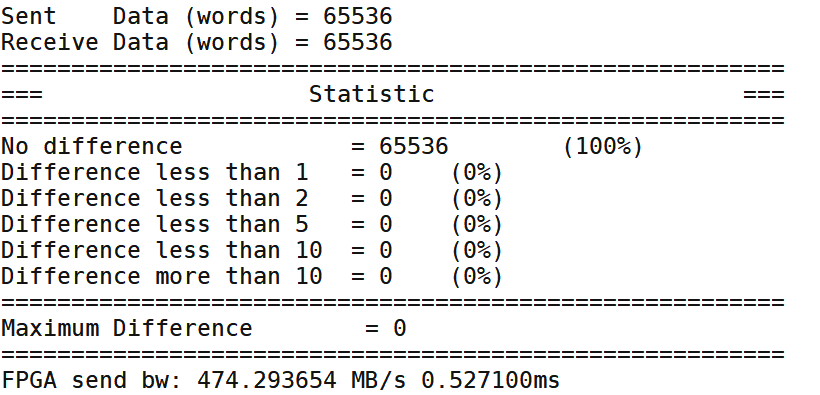 Sent    Data (words) = 65536
Receive Data (words) = 65536
========================================================
===                   Statistic                      ===
========================================================
No difference            = 65536        (100%)
Difference less than 1   = 0    (0%)
Difference less than 2   = 0    (0%)
Difference less than 5   = 0    (0%)
Difference less than 10  = 0    (0%)
Difference more than 10  = 0    (0%)
========================================================
Maximum Difference        = 0
========================================================
FPGA send bw: 474.293654 MB/s 0.527100ms